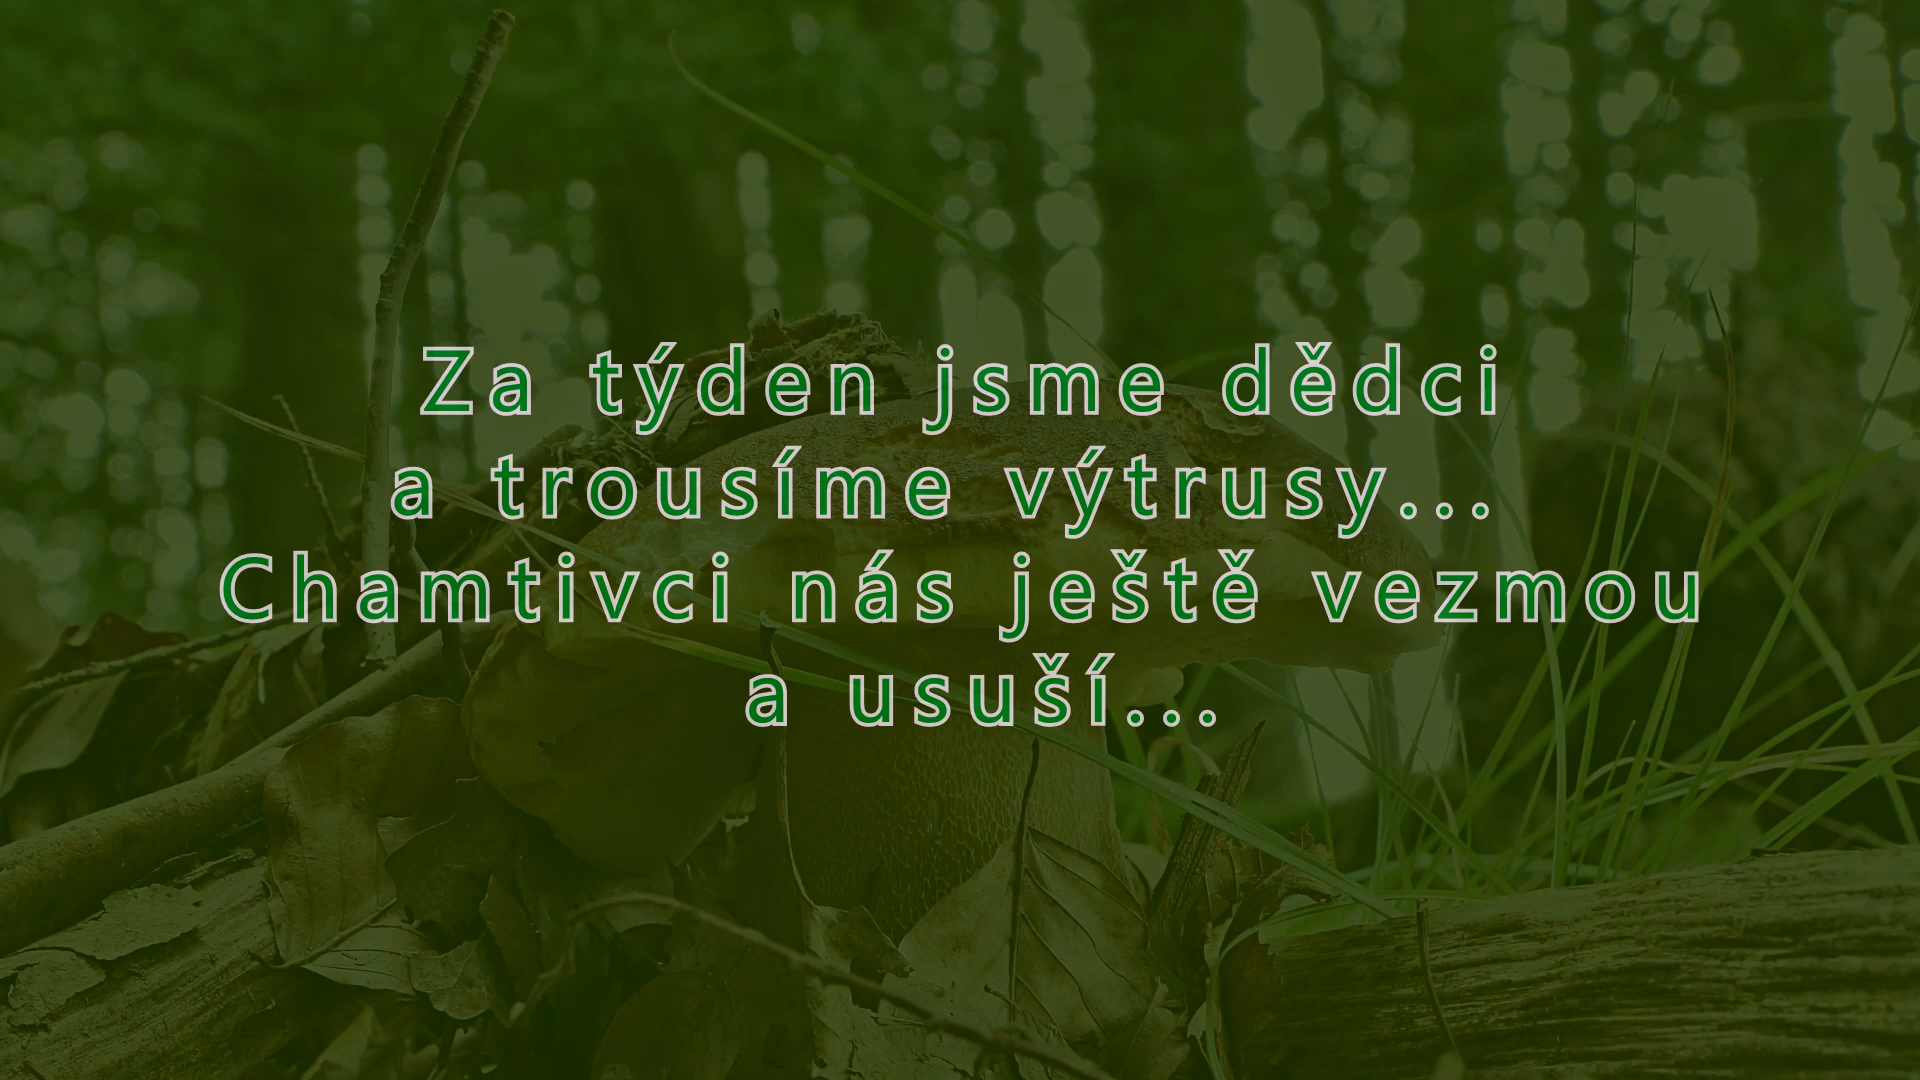 Za týden jsme dědci
a trousíme výtrusy...
Chamtivci nás ještě vezmou
a usuší...